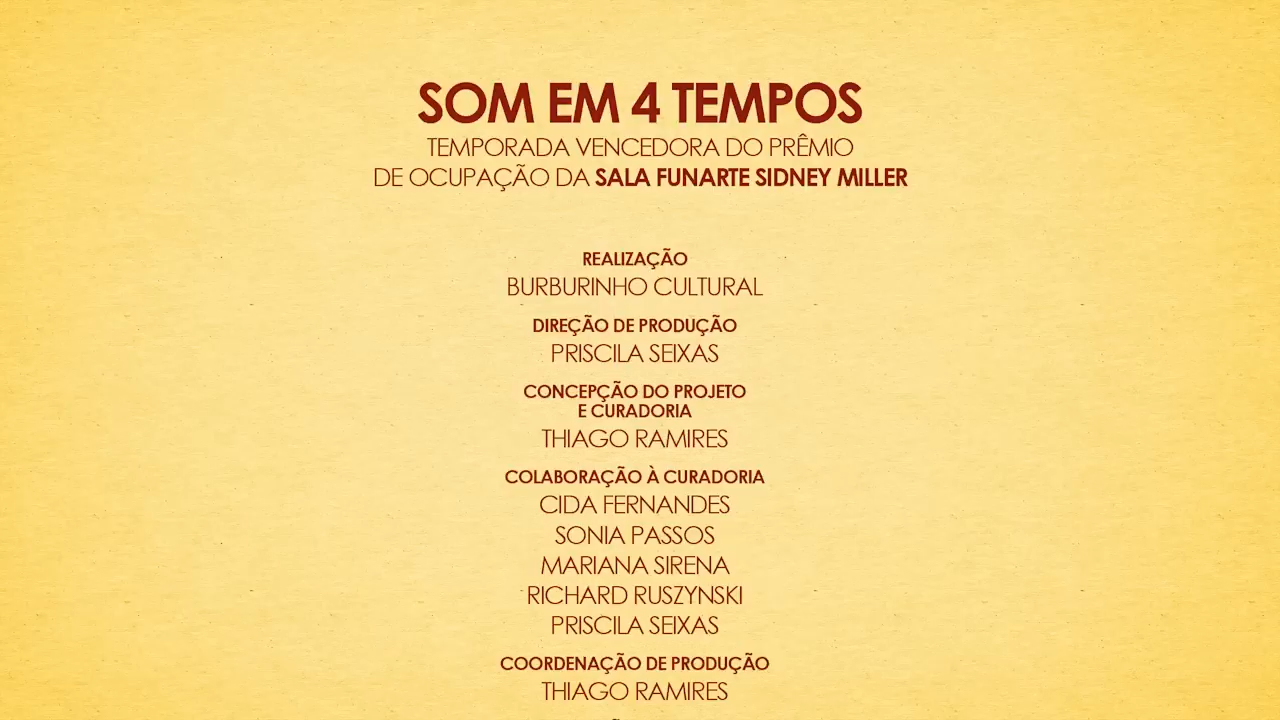 SOM EM 4 TEMPOS
TEMPORADA VENCEDORA DO PRÊMIO
DE OCUPAÇÃO DA SALA FUNARTE SIDNEY MILLER
REALIZAÇÃO
BURBURINHO CULTURAL
DIREÇÃO DE PRODUÇÃO
PRISCILA SEIXAS
CONCEPÇÃO DO PROJETO
E CURADORIA
THIAGO RAMIRES
COLABORAÇÃO À CURADORIA
CIDA FERNANDES
SONIA PASSOS
MARIANA SIRENA
RICHARD RUSZYNSKI
PRISCILA SEIXAS
COORDENAÇÃO DE PRODUÇÃO
THIAGO RAMIRES